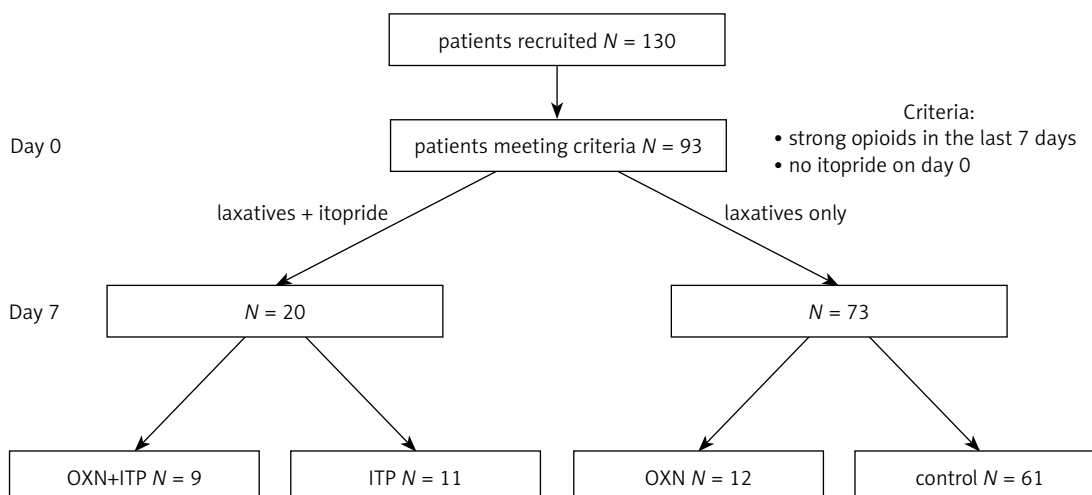 patients recruited N = 130
Day 0
patients meeting criteria N = 93
Criteria:
• strong opioids in the last 7 days
• no itopride on day 0
laxatives + itopride
laxatives only
Day 7
N = 20
N = 73
OXN+ITP N = 9
ITP N = 11
OXN N = 12
control N = 61